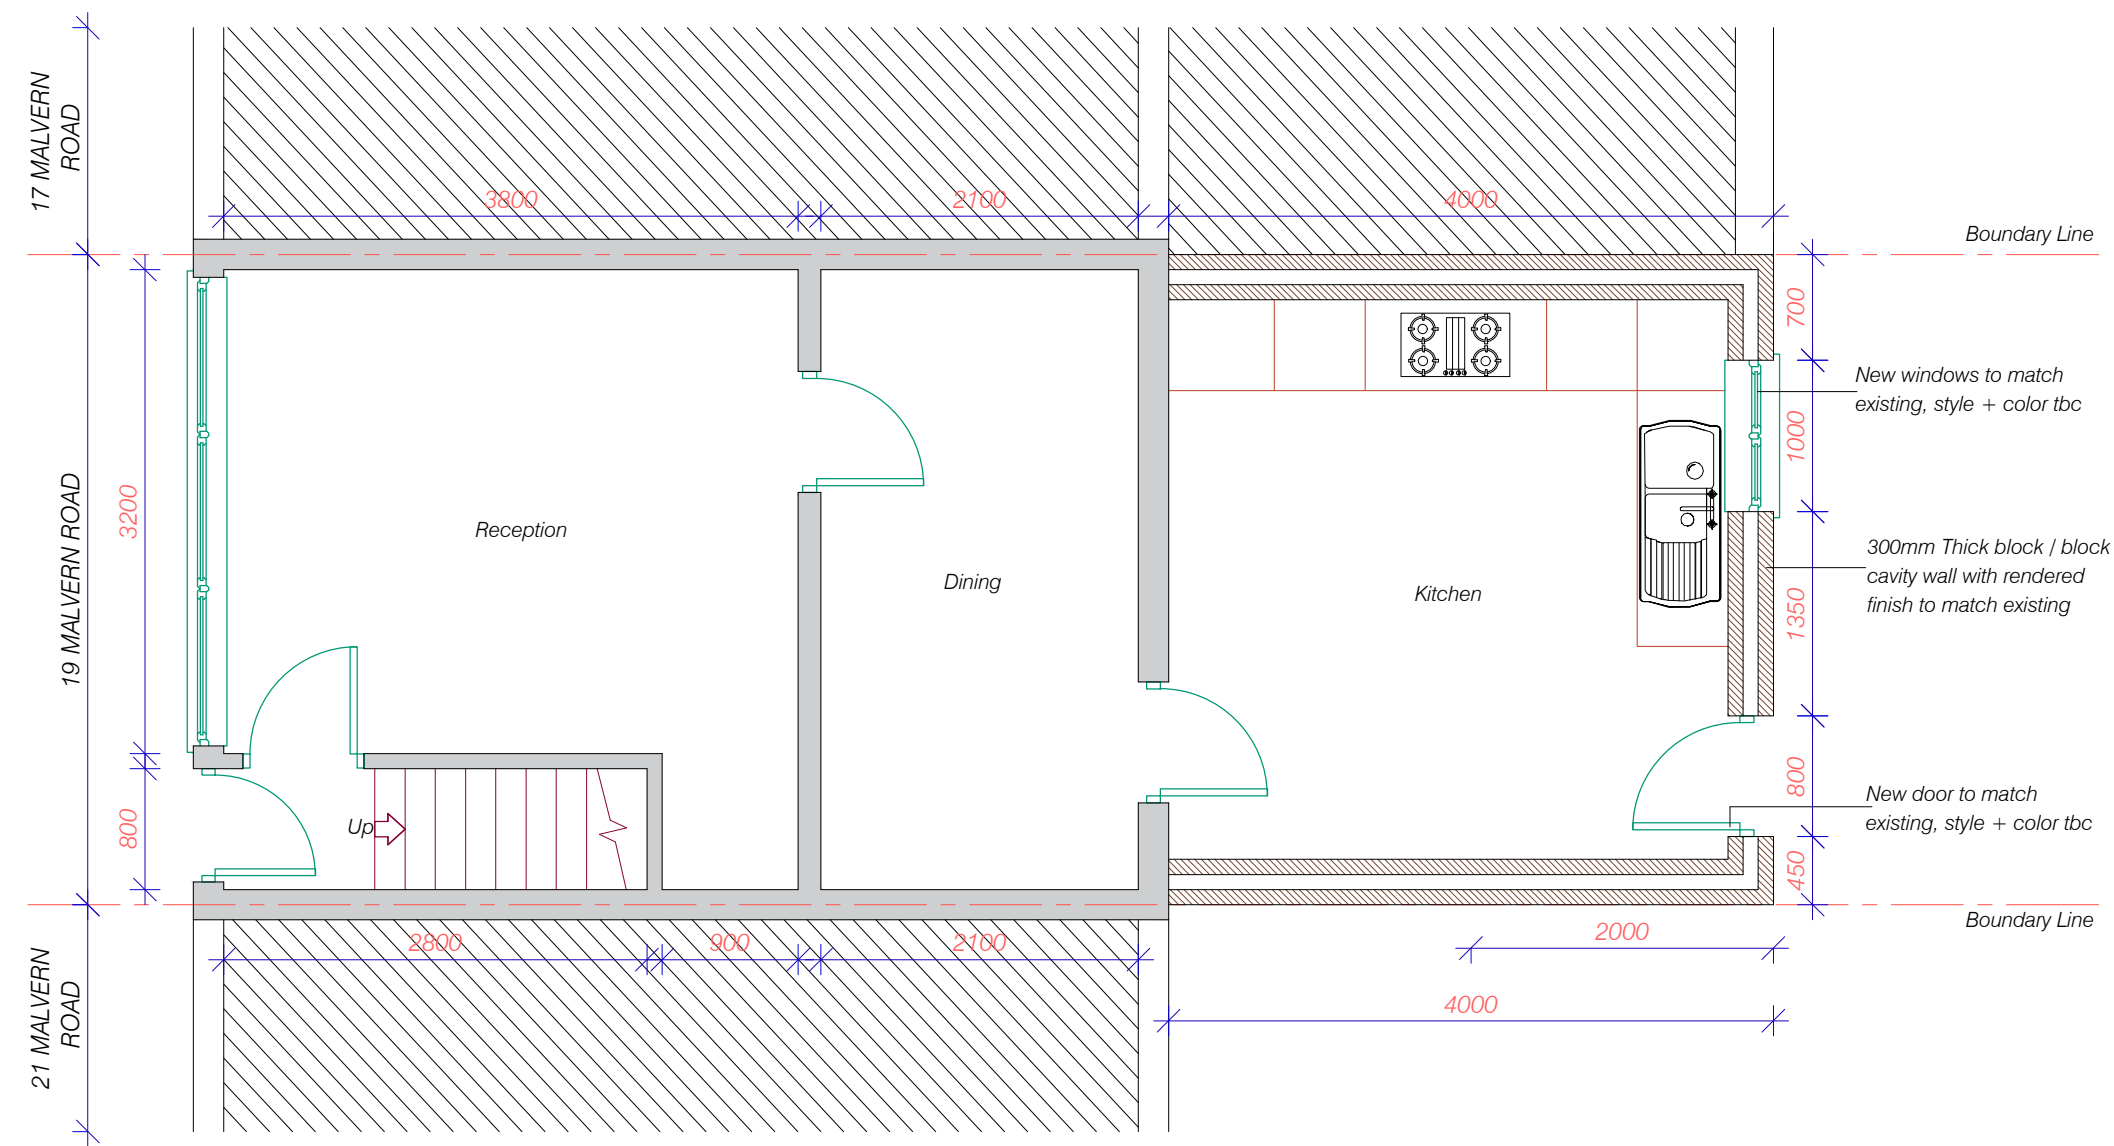 17 MALVERN
ROAD
3800
2100
4000
Boundary Line
700
New windows to match
existing, style + color tbc
1000
19 MALVERN ROAD
3200
Reception
Dining
Kitchen
300mm Thick block / block
cavity wall with rendered
finish to match existing
1350
800
Up
800
New door to match
existing, style + color tbc
450
Boundary Line
21 MALVERN
ROAD
2800
900
2100
2000
4000